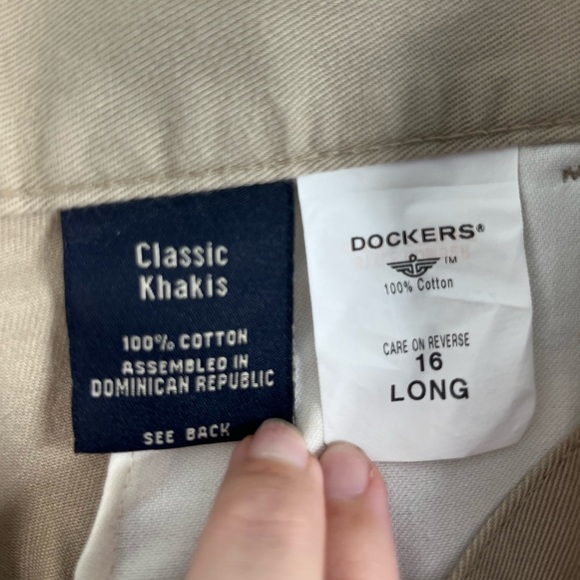 Classic
Khakis
100% COTTON
ASSEMBLED IN
DOMINICAN REPUBLIC
SEE BACK
DOCKERS®
TM
100% Cotton
CARE ON REVERSE
16
LONG